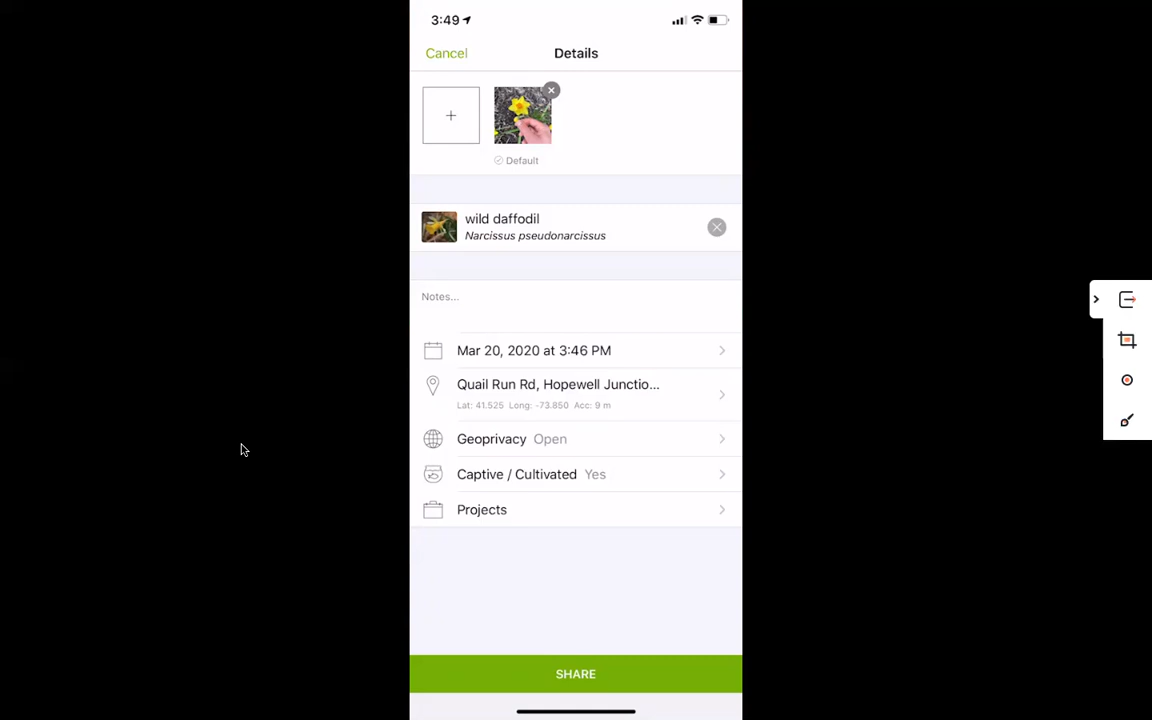 3:49
Cancel
Details
Default
wild daffodil
Narcissus pseudonarcissus
Notes...
Mar 20, 2020 at 3:46 PM
Quail Run Rd, Hopewell Junctio...
Lat: 41.525 Long: -73.850 Acc: 9 m
Geoprivacy Open
Captive / Cultivated Yes
Projects
SHARE